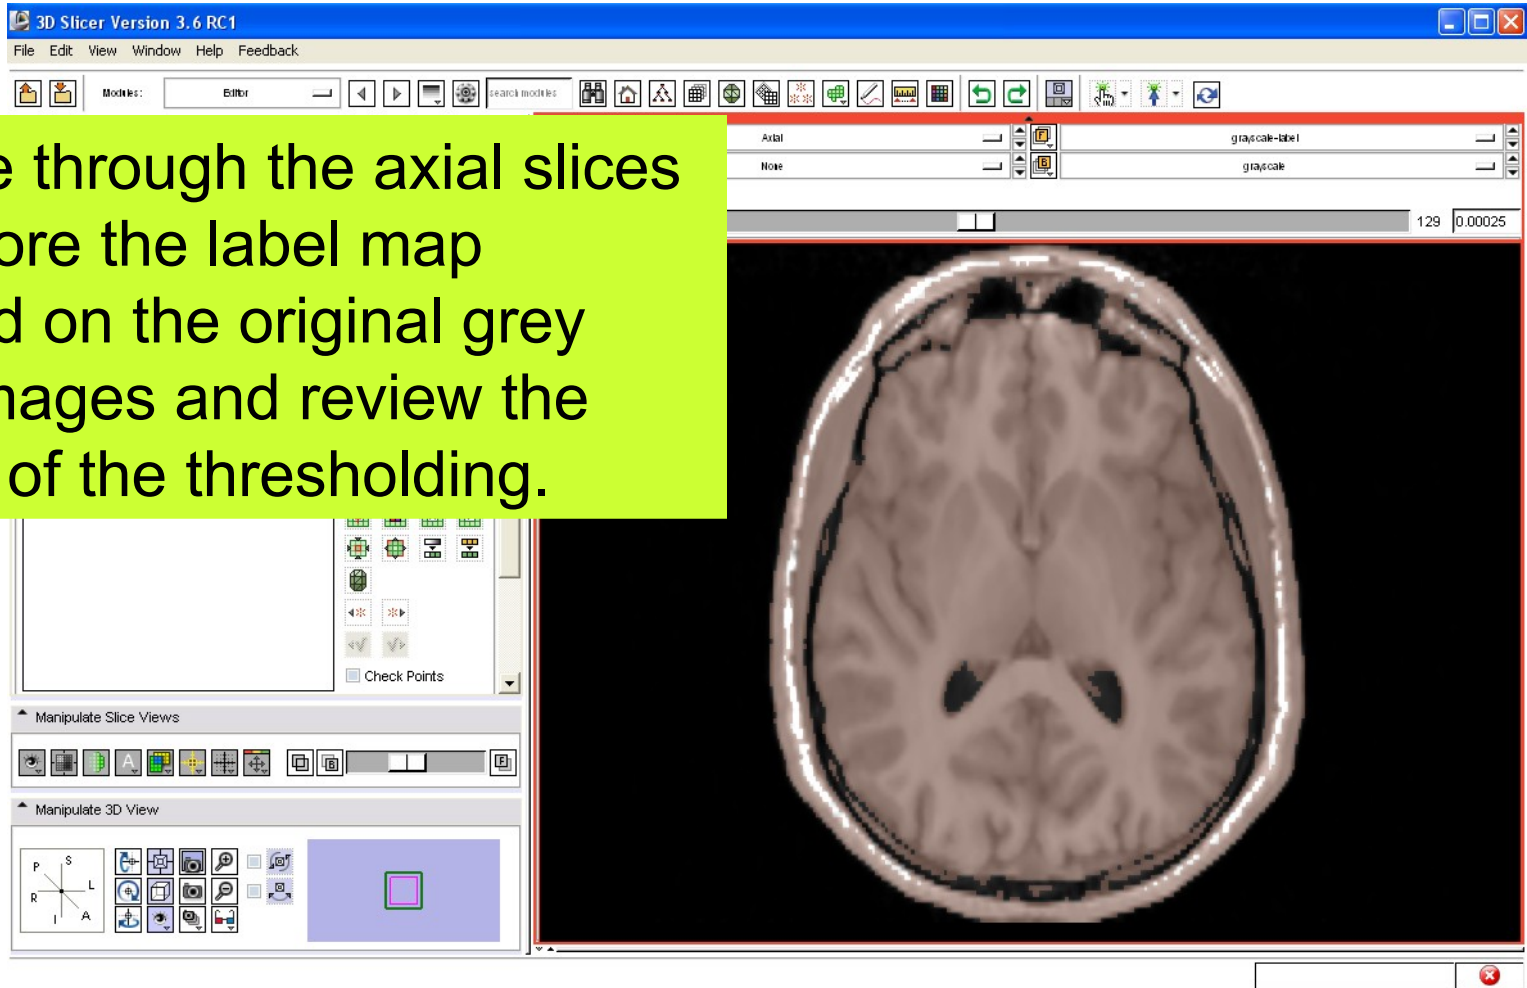 3D Slicer Version 3.6 RC1
File Edit View Window Help Feedback
Modules: Editor search modules
Axial grayscale-label
None grayscale
129 0.00025
e through the axial slices
ore the label map
d on the original grey
nages and review the
of the thresholding.
Check Points
Manipulate Slice Views
Manipulate 3D View
P S
R L
I A